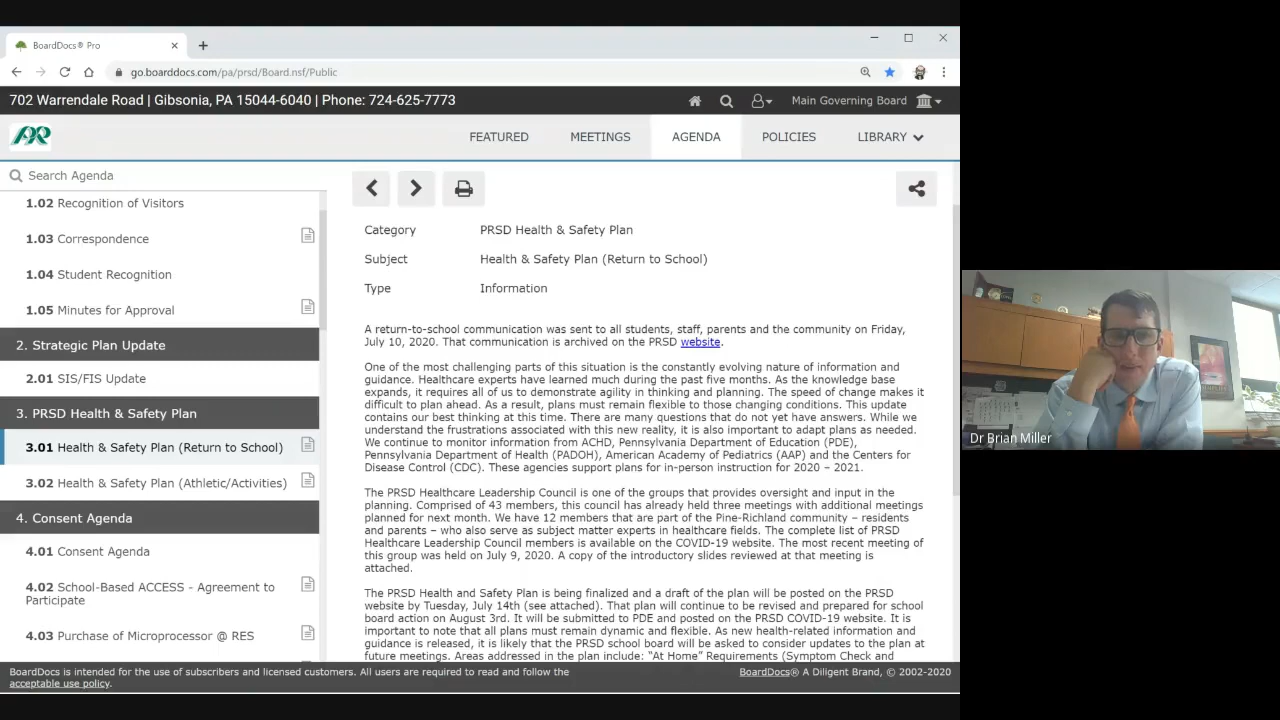 BoardDocs® Pro
go.boarddocs.com/pa/prsd/Board.nsf/Public
702 Warrendale Road | Gibsonia, PA 15044-6040 | Phone: 724-625-7773
Main Governing Board
PR
FEATURED
MEETINGS
AGENDA
POLICIES
LIBRARY
Search Agenda
1.02 Recognition of Visitors
1.03 Correspondence
1.04 Student Recognition
1.05 Minutes for Approval
2. Strategic Plan Update
2.01 SIS/FIS Update
3. PRSD Health & Safety Plan
3.01 Health & Safety Plan (Return to School)
3.02 Health & Safety Plan (Athletic/Activities)
4. Consent Agenda
4.01 Consent Agenda
4.02 School-Based ACCESS - Agreement to
Participate
4.03 Purchase of Microprocessor @ RES
Category PRSD Health & Safety Plan
Subject Health & Safety Plan (Return to School)
Type Information
A return-to-school communication was sent to all students, staff, parents and the community on Friday,
July 10, 2020. That communication is archived on the PRSD website.
One of the most challenging parts of this situation is the constantly evolving nature of information and
guidance. Healthcare experts have learned much during the past five months. As the knowledge base
expands, it requires all of us to demonstrate agility in thinking and planning. The speed of change makes it
difficult to plan ahead. As a result, plans must remain flexible to those changing conditions. This update
contains our best thinking at this time. There are many questions that do not yet have answers. While we
understand the frustrations associated with this new reality, it is also important to adapt plans as needed.
We continue to monitor information from ACHD, Pennsylvania Department of Education (PDE),
Pennsylvania Department of Health (PADOH), American Academy of Pediatrics (AAP) and the Centers for
Disease Control (CDC). These agencies support plans for in-person instruction for 2020 – 2021.
The PRSD Healthcare Leadership Council is one of the groups that provides oversight and input in the
planning. Comprised of 43 members, this council has already held three meetings with additional meetings
planned for next month. We have 12 members that are part of the Pine-Richland community – residents
and parents – who also serve as subject matter experts in healthcare fields. The complete list of PRSD
Healthcare Leadership Council members is available on the COVID-19 website. The most recent meeting of
this group was held on July 9, 2020. A copy of the introductory slides reviewed at that meeting is
attached.
The PRSD Health and Safety Plan is being finalized and a draft of the plan will be posted on the PRSD
website by Tuesday, July 14th (see attached). That plan will continue to be revised and prepared for school
board action on August 3rd. It will be submitted to PDE and posted on the PRSD COVID-19 website. It is
important to note that all plans must remain dynamic and flexible. As new health-related information and
guidance is released, it is likely that the PRSD school board will be asked to consider updates to the plan at
future meetings. Areas addressed in the plan include: “At Home” Requirements (Symptom Check and
BoardDocs is intended for the use of subscribers and licensed customers. All users are required to read and follow the
acceptable use policy.
BoardDocs® A Diligent Brand, © 2002-2020
Dr Brian Miller